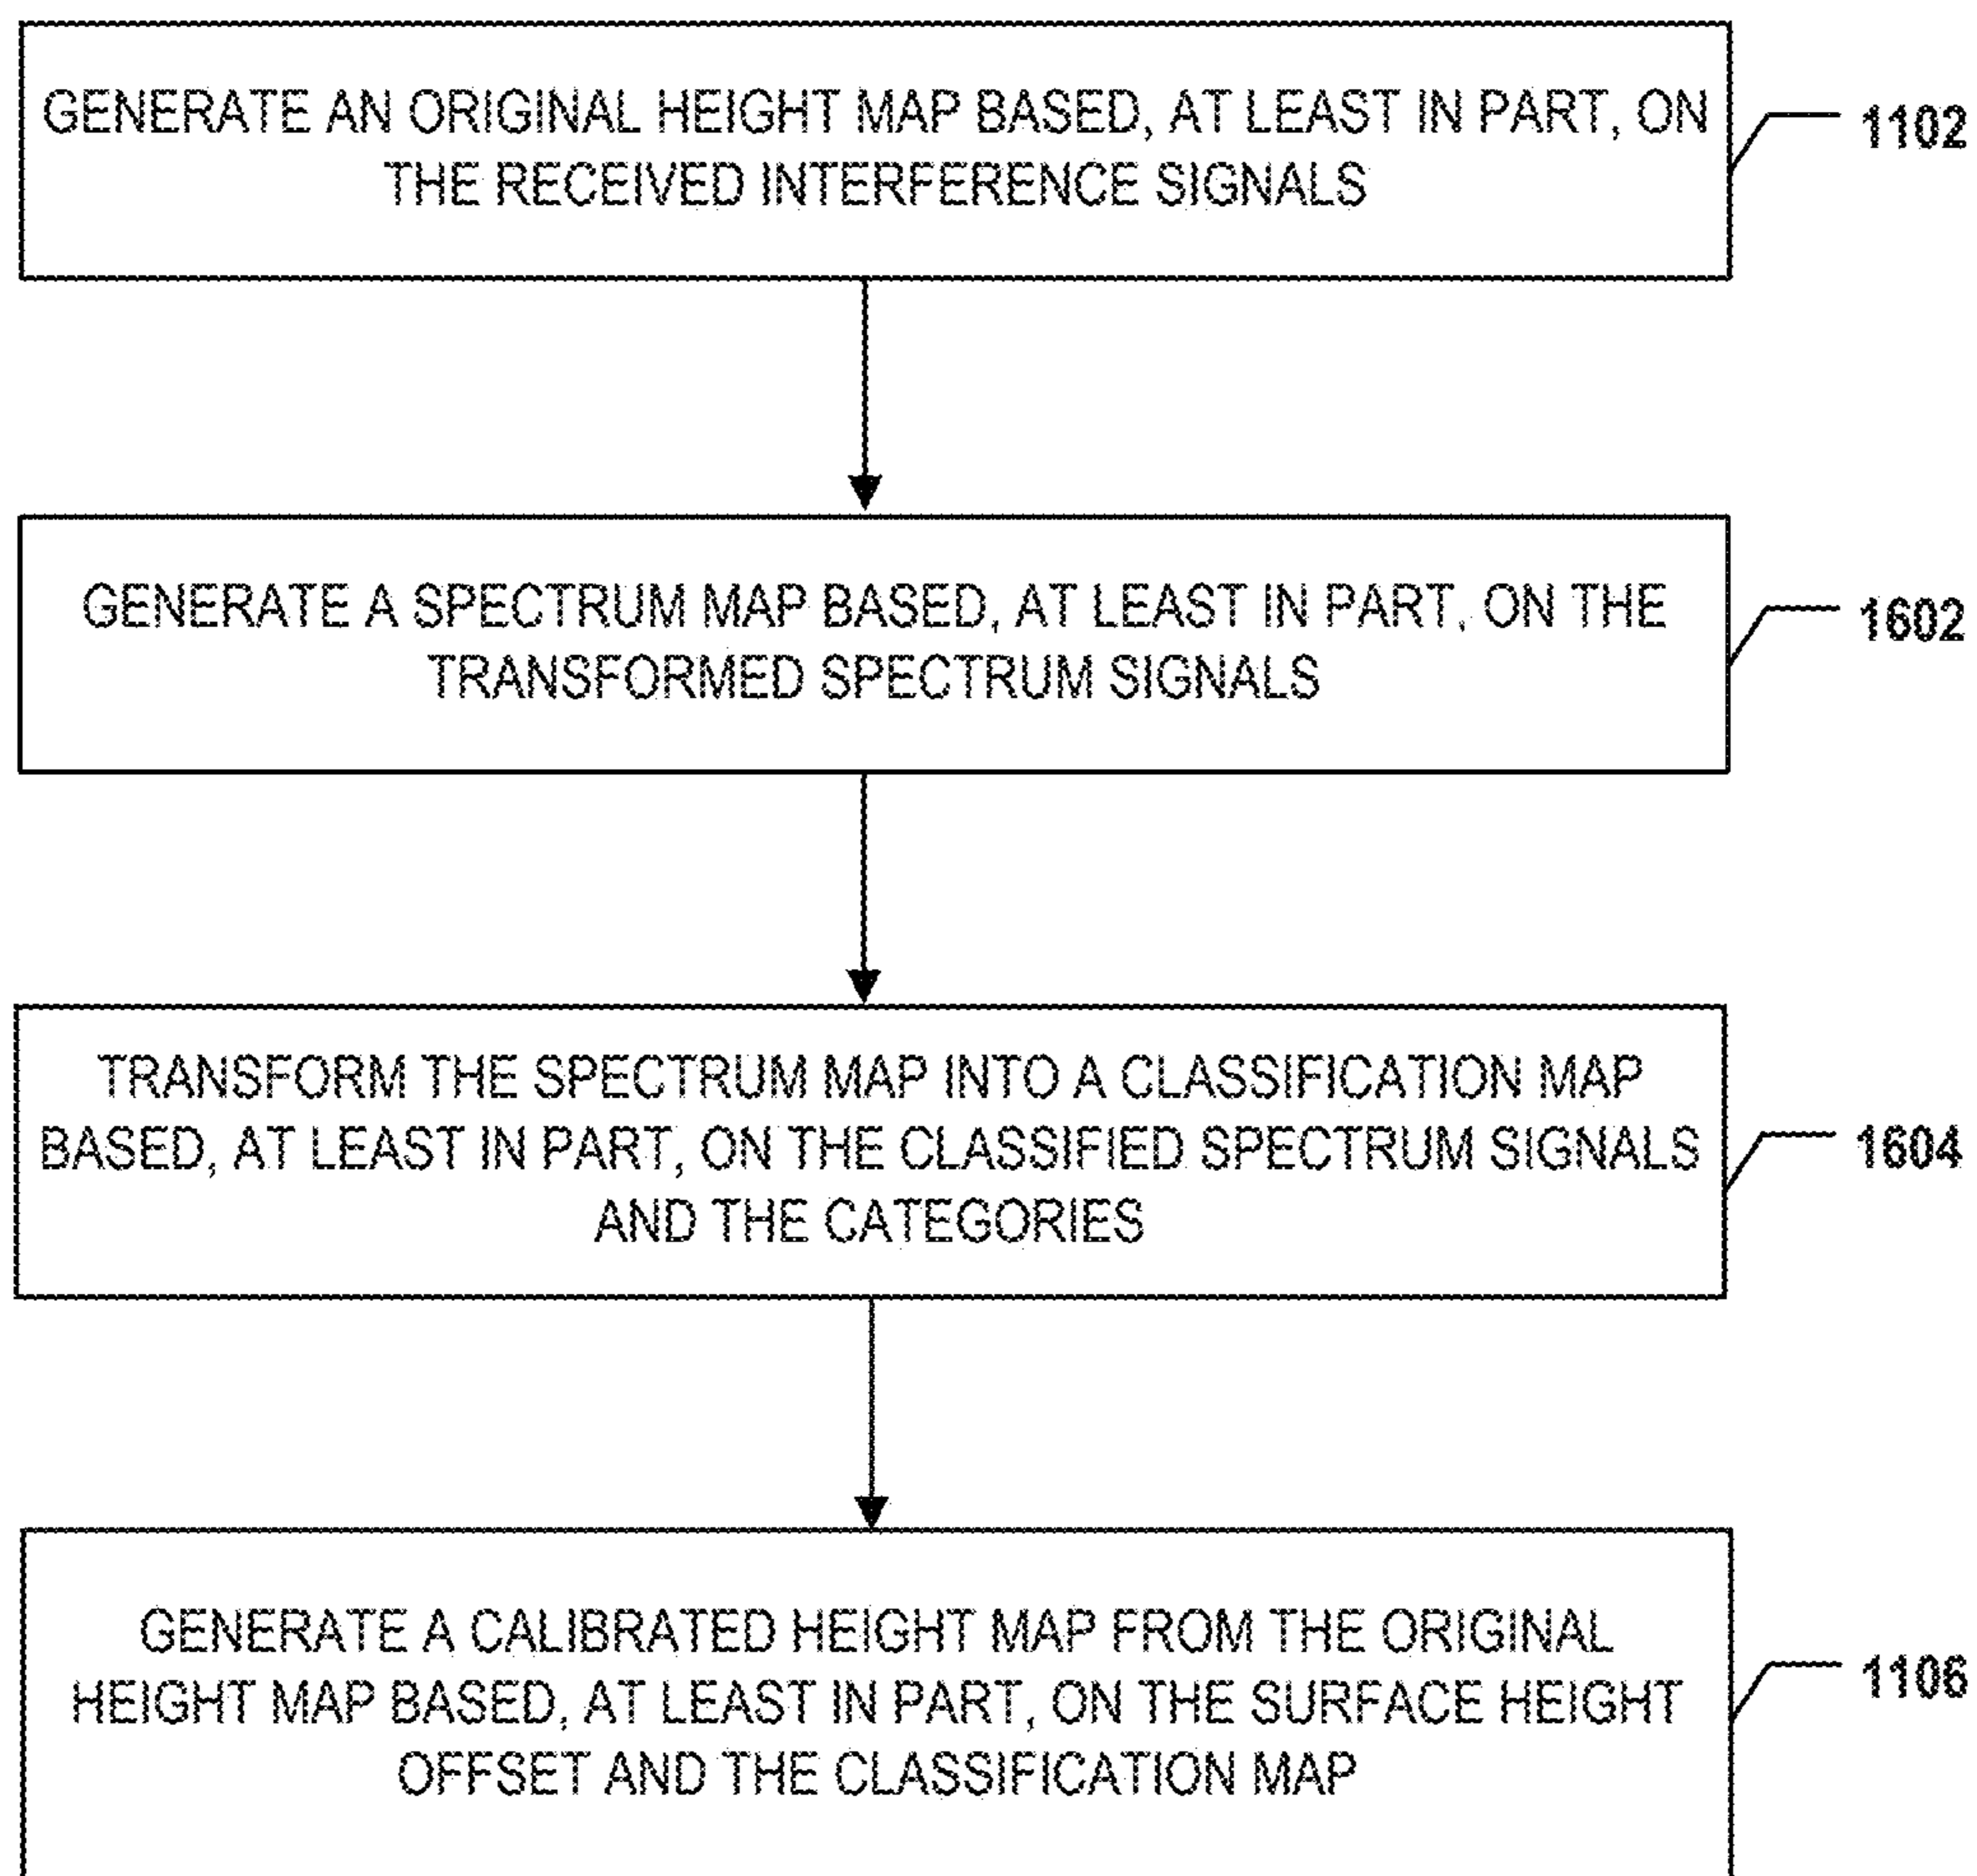 GENERATE AN ORIGINAL HEIGHT MAP BASED, AT LEAST IN PART, ON
THE RECEIVED INTERFERENCE SIGNALS
1102
GENERATE A SPECTRUM MAP BASED, AT LEAST IN PART, ON THE
TRANSFORMED SPECTRUM SIGNALS
1602
TRANSFORM THE SPECTRUM MAP INTO A CLASSIFICATION MAP
BASED, AT LEAST IN PART, ON THE CLASSIFIED SPECTRUM SIGNALS
AND THE CATEGORIES
1604
GENERATE A CALIBRATED HEIGHT MAP FROM THE ORIGINAL
HEIGHT MAP BASED, AT LEAST IN PART, ON THE SURFACE HEIGHT
OFFSET AND THE CLASSIFICATION MAP
1106